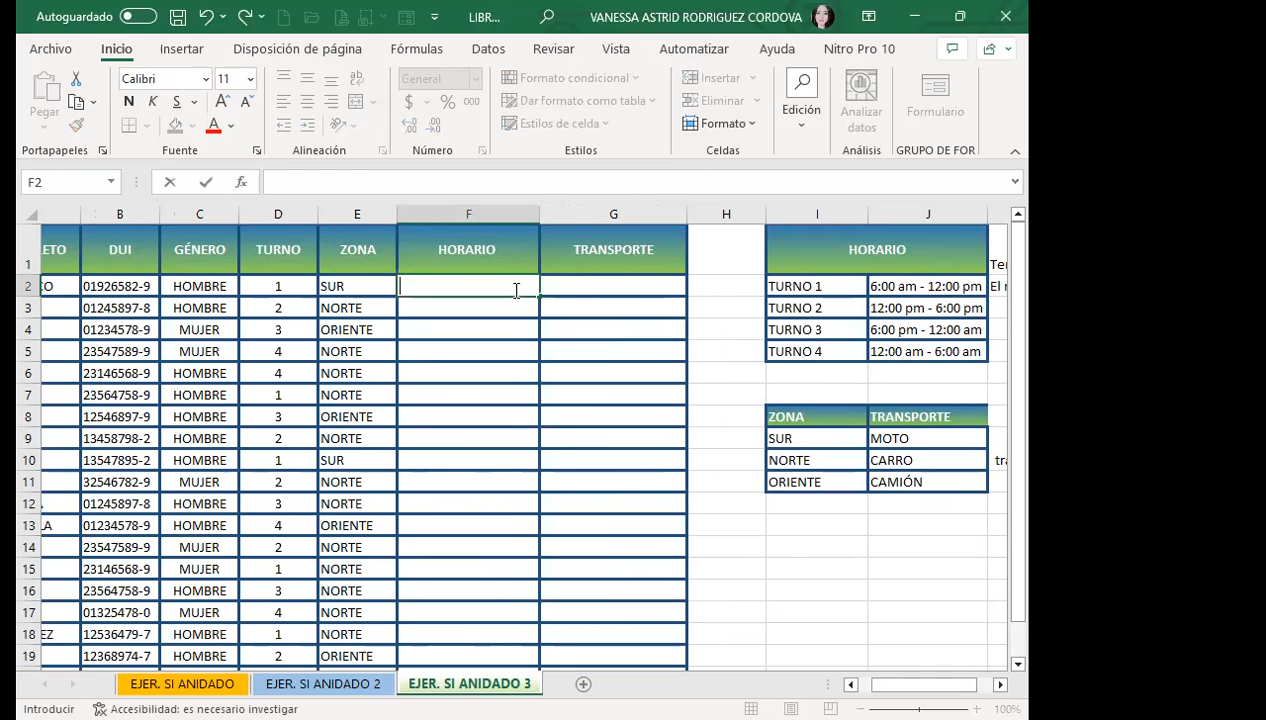 Autoguardado LIBR... VANESSA ASTRID RODRIGUEZ CORDOVA
Archivo Inicio Insertar Disposición de página Fórmulas Datos Revisar Vista Automatizar Ayuda Nitro Pro 10
Pegar Calibri 11 General Formato condicional Insertar Edición Analizar datos Formulario
N K S Dar formato como tabla Eliminar
$ % 000 Estilos de celda Formato
Portapapeles Fuente Alineación Número Estilos Celdas Análisis GRUPO DE FOR
F2 fx
B C D E F G H I J
1 ETO DUI GÉNERO TURNO ZONA HORARIO TRANSPORTE HORARIO Ter
2 CO 01926582-9 HOMBRE 1 SUR TURNO 1 6:00 am - 12:00 pm El r
3 01245897-8 HOMBRE 2 NORTE TURNO 2 12:00 pm - 6:00 pm
4 01234578-9 MUJER 3 ORIENTE TURNO 3 6:00 pm - 12:00 am
5 23547589-9 MUJER 4 NORTE TURNO 4 12:00 am - 6:00 am
6 23146568-9 HOMBRE 4 NORTE
7 23564758-9 HOMBRE 1 NORTE
8 12546897-9 HOMBRE 3 ORIENTE ZONA TRANSPORTE
9 13458798-2 HOMBRE 2 NORTE SUR MOTO
10 13547895-2 HOMBRE 1 SUR NORTE CARRO tra
11 32546782-9 MUJER 2 NORTE ORIENTE CAMIÓN
12 01245897-8 HOMBRE 3 NORTE
13 LA 01234578-9 HOMBRE 4 ORIENTE
14 23547589-9 MUJER 2 NORTE
15 23146568-9 MUJER 1 NORTE
16 23564758-9 HOMBRE 3 NORTE
17 01325478-0 MUJER 4 NORTE
18 EZ 12536479-7 HOMBRE 1 NORTE
19 12368974-7 HOMBRE 2 ORIENTE
EJER. SI ANIDADO EJER. SI ANIDADO 2 EJER. SI ANIDADO 3
Introducir Accesibilidad: es necesario investigar 100%